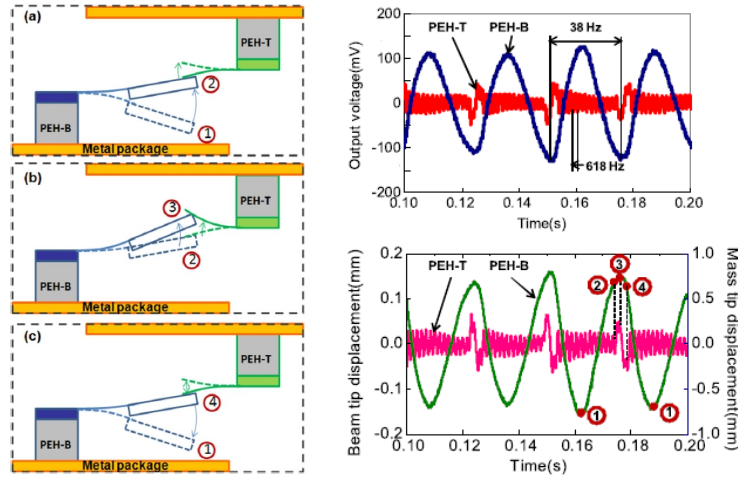 (a)
PEH-T
②
PEH-B
①
Metal package
(b)
③
PEH-T
②
PEH-B
Metal package
(c)
PEH-T
④
PEH-B
①
Metal package
PEH-T PEH-B 38 Hz
Output voltage(mV)
200
100
0
-100
-200
618 Hz
0.10 0.12 0.14 0.16 0.18 0.20
Time(s)
PEH-T PEH-B
③
② ④
① ①
Beam tip displacement(mm)
0.2
0.1
0.0
-0.1
-0.2
Mass tip displacement(mm)
1.0
0.5
0.0
-0.5
-1.0
0.10 0.12 0.14 0.16 0.18 0.20
Time(s)